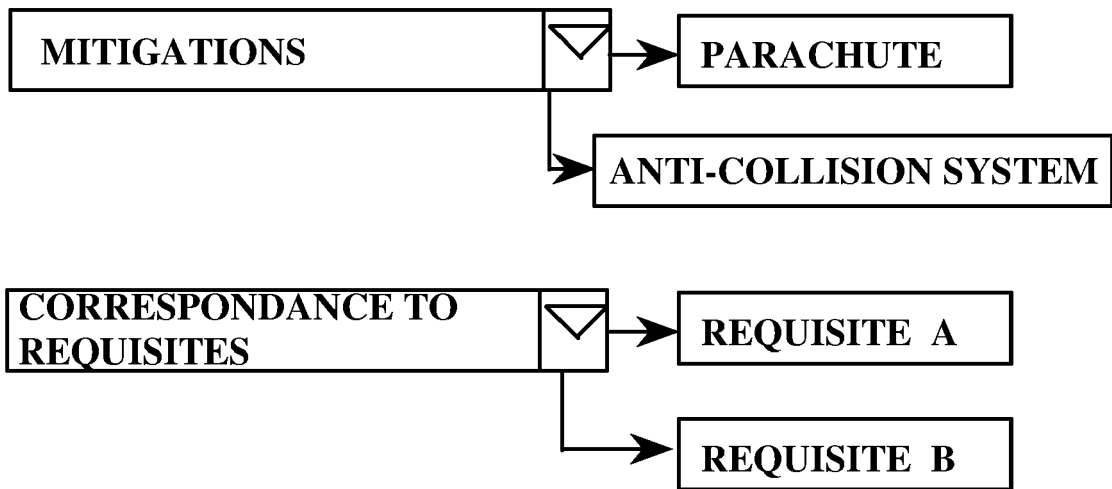 MITIGATIONS
PARACHUTE
ANTI-COLLISION SYSTEM
CORRESPONDANCE TO
REQUISITES
REQUISITE A
REQUISITE B